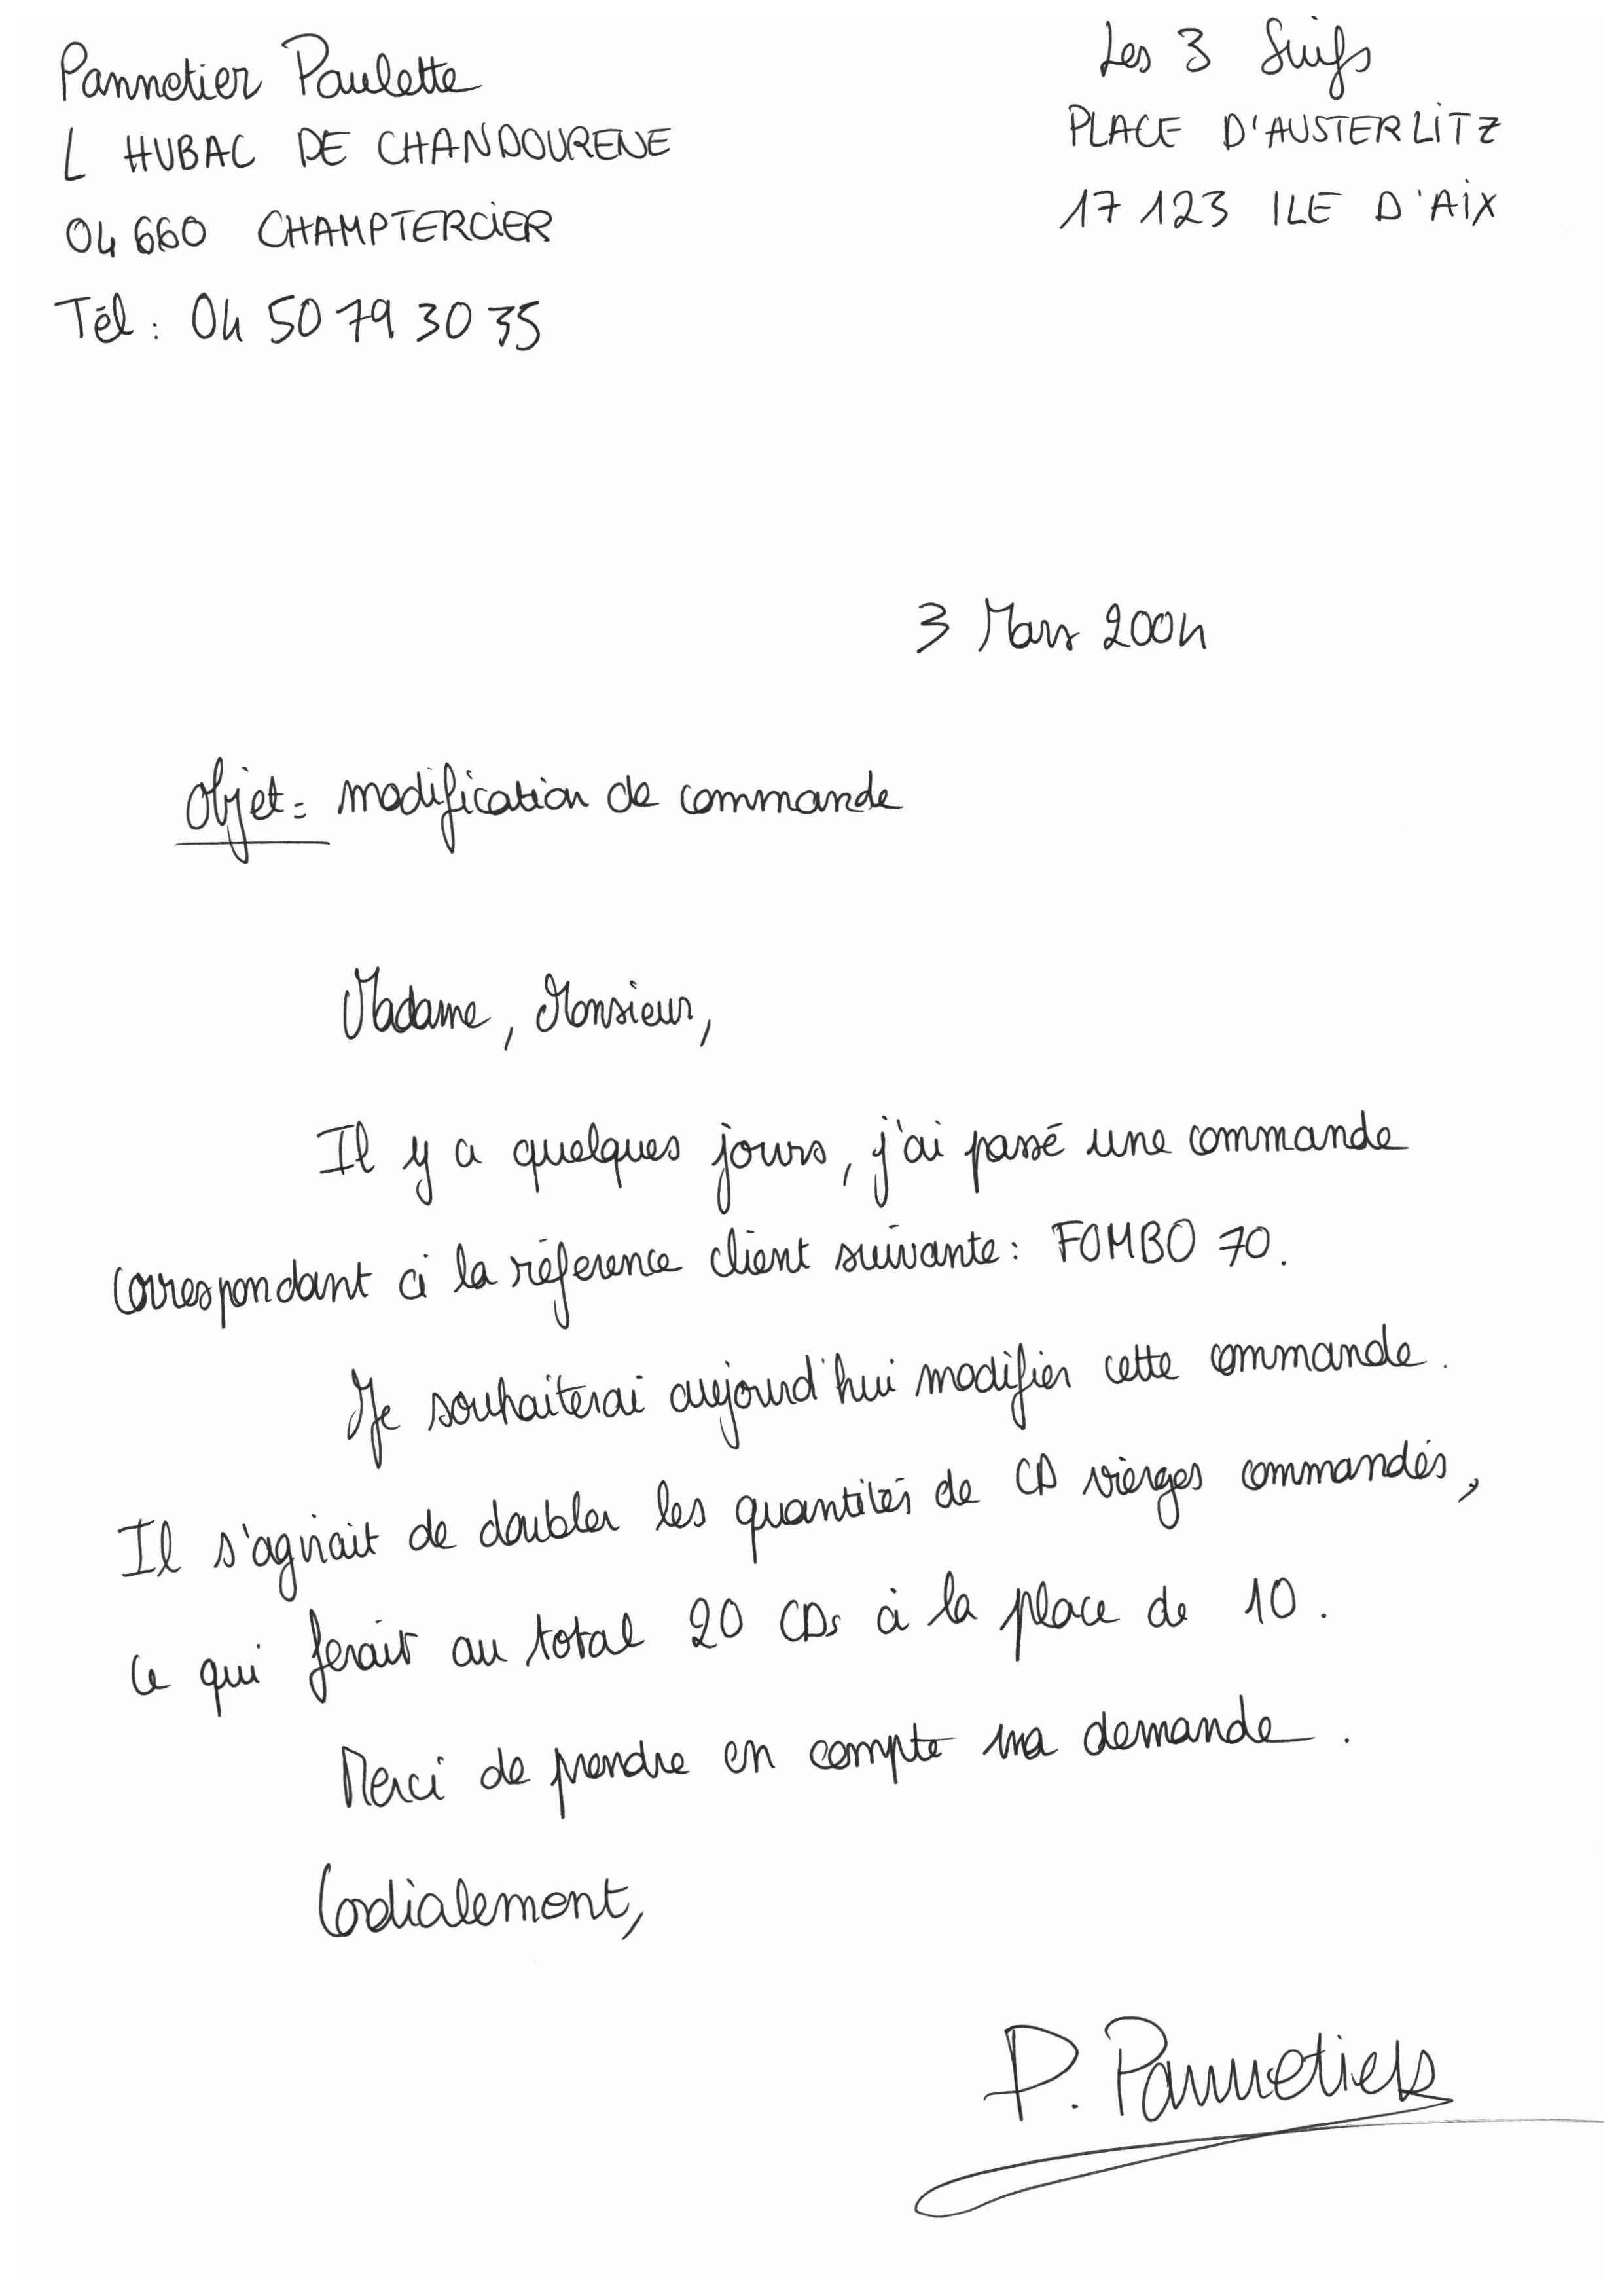 Pannetier Paulette
L HUBAC DE CHANDOURENE
04 660 CHAMPTERCIER
Tél : 04 50 79 30 35
Les 3 Suifs
PLACE D'AUSTERLITZ
17 123 ILE D'AIX
3 Mars 2004
Objet : modification de commande
Madame, Monsieur,
Il y a quelques jours, j'ai passé une commande
correspondant à la référence client suivante : FOMBO 70.
Je souhaiterai aujourd'hui modifier cette commande.
Il s'agirait de doubler les quantités de CD vierges commandés,
ce qui ferait au total 20 CDs à la place de 10.
Merci de prendre en compte ma demande.
Cordialement,
P. Pannetier